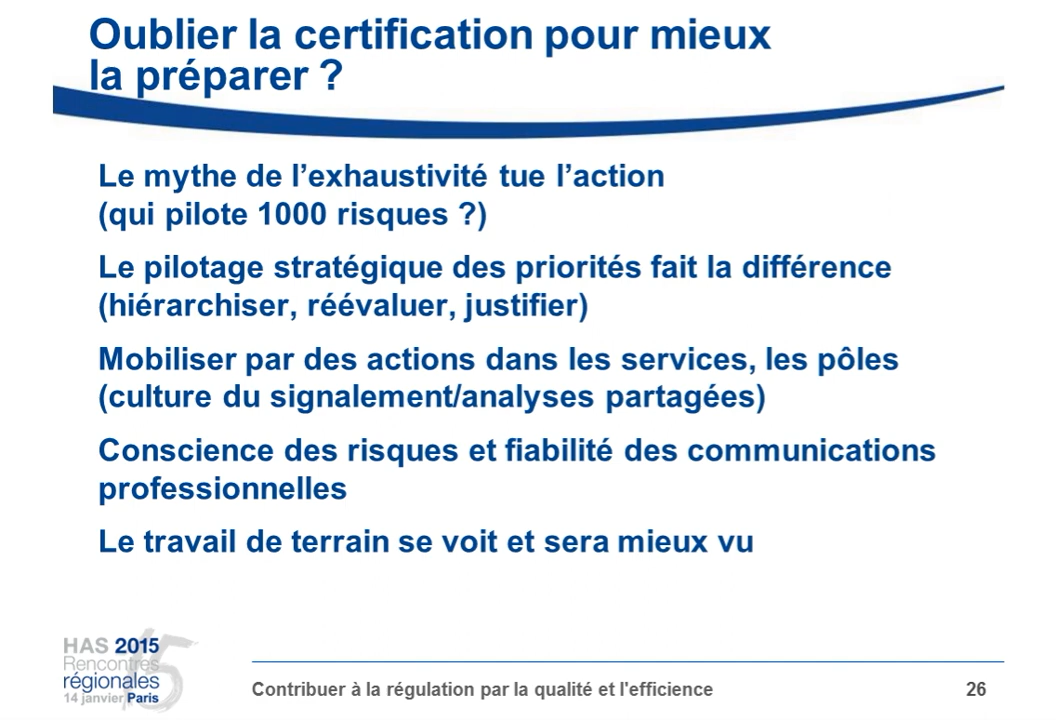 Oublier la certification pour mieux
la préparer ?
Le mythe de l’exhaustivité tue l’action
(qui pilote 1000 risques ?)
Le pilotage stratégique des priorités fait la différence
(hiérarchiser, réévaluer, justifier)
Mobiliser par des actions dans les services, les pôles
(culture du signalement/analyses partagées)
Conscience des risques et fiabilité des communications
professionnelles
Le travail de terrain se voit et sera mieux vu
HAS 2015
Rencontres
régionales
14 janvier Paris
15
Contribuer à la régulation par la qualité et l'efficience
26